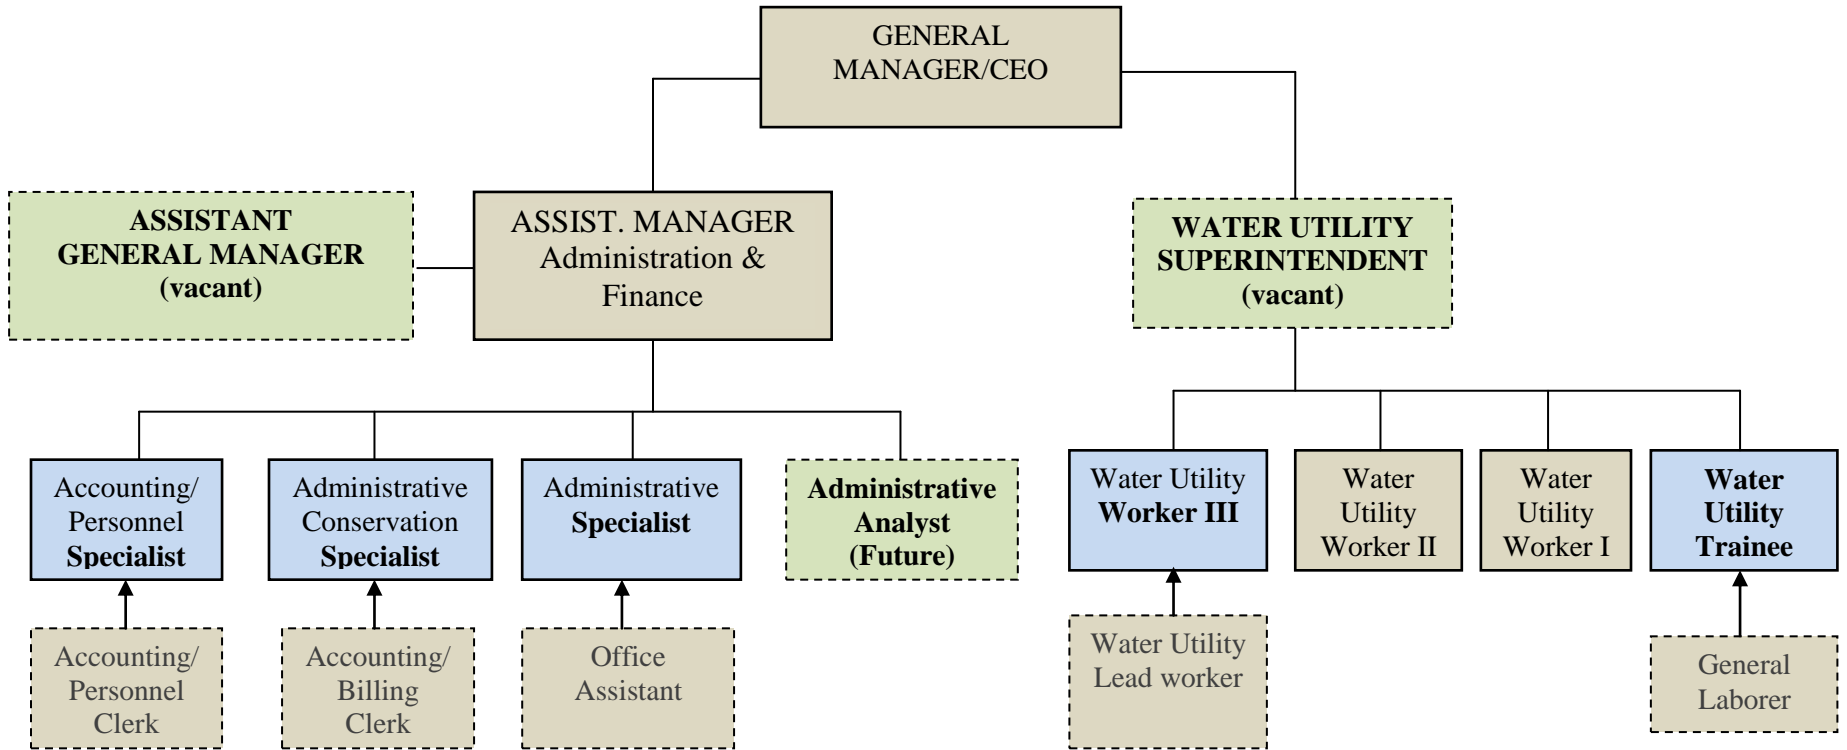 GENERAL
MANAGER/CEO
ASSISTANT
GENERAL MANAGER
(vacant)
ASSIST. MANAGER
Administration &
Finance
WATER UTILITY
SUPERINTENDENT
(vacant)
Accounting/
Personnel
Specialist
Administrative
Conservation
Specialist
Administrative
Specialist
Administrative
Analyst
(Future)
Water Utility
Worker III
Water
Utility
Worker II
Water
Utility
Worker I
Water
Utility
Trainee
Accounting/
Personnel
Clerk
Accounting/
Billing
Clerk
Office
Assistant
Water Utility
Lead worker
General
Laborer